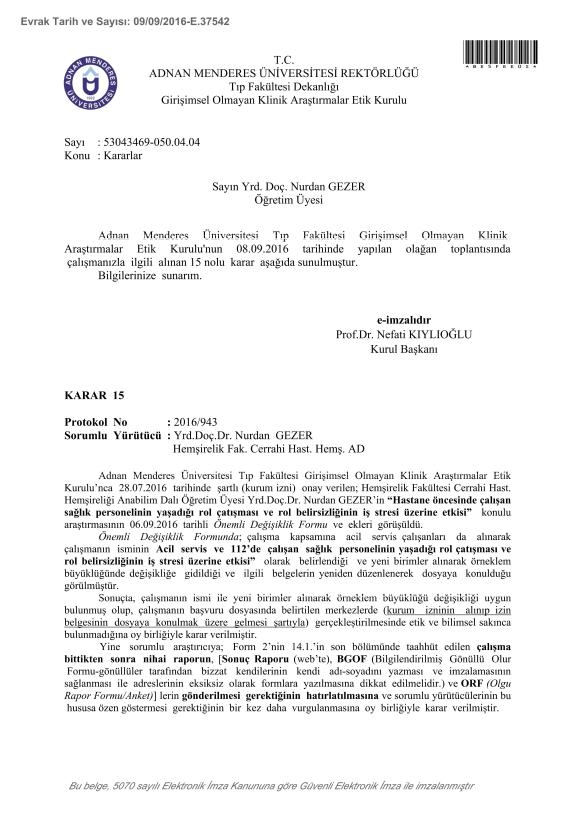 Evrak Tarih ve Sayısı: 09/09/2016-E.37542
T.C.
ADNAN MENDERES ÜNİVERSİTESİ REKTÖRLÜĞÜ
Tıp Fakültesi Dekanlığı
Girişimsel Olmayan Klinik Araştırmalar Etik Kurulu
ADNAN MENDERES
ÜNİVERSİTESİ
1992
Sayı : 53043469-050.04.04
Konu : Kararlar
Sayın Yrd. Doç. Nurdan GEZER
Öğretim Üyesi
Adnan Menderes Üniversitesi Tıp Fakültesi Girişimsel Olmayan Klinik
Araştırmalar Etik Kurulu'nun 08.09.2016 tarihinde yapılan olağan toplantısında
çalışmanızla ilgili alınan 15 nolu karar aşağıda sunulmuştur.
Bilgilerinize sunarım.
e-imzalıdır
Prof.Dr. Nefati KIYLIOĞLU
Kurul Başkanı
KARAR 15
Protokol No : 2016/943
Sorumlu Yürütücü : Yrd.Doç.Dr. Nurdan GEZER
Hemşirelik Fak. Cerrahi Hast. Hemş. AD
Adnan Menderes Üniversitesi Tıp Fakültesi Girişimsel Olmayan Klinik Araştırmalar Etik
Kurulu’nca 28.07.2016 tarihinde şartlı (kurum izni) onay verilen; Hemşirelik Fakültesi Cerrahi Hast.
Hemşireliği Anabilim Dalı Öğretim Üyesi Yrd.Doç.Dr. Nurdan GEZER’in “Hastane öncesinde çalışan
sağlık personelinin yaşadığı rol çatışması ve rol belirsizliğinin iş stresi üzerine etkisi” konulu
araştırmasının 06.09.2016 tarihli Önemli Değişiklik Formu ve ekleri görüşüldü.
Önemli Değişiklik Formunda; çalışma kapsamına acil servis çalışanları da alınarak
çalışmanın isminin Acil servis ve 112’de çalışan sağlık personelinin yaşadığı rol çatışması ve
rol belirsizliğinin iş stresi üzerine etkisi” olarak belirlendiği ve yeni birimler alınarak örneklem
büyüklüğünde değişikliğe gidildiği ve ilgili belgelerin yeniden düzenlenerek dosyaya konulduğu
görülmüştür.
Sonuçta, çalışmanın ismi ile yeni birimler alınarak örneklem büyüklüğü değişikliği uygun
bulunmuş olup, çalışmanın başvuru dosyasında belirtilen merkezlerde (kurum izninin alınıp izin
belgesinin dosyaya konulmak üzere gelmesi şartıyla) gerçekleştirilmesinde etik ve bilimsel sakınca
bulunmadığına oy birliğiyle karar verilmiştir.
Yine sorumlu araştırıcıya; Form 2’nin 14.1.’in son bölümünde taahhüt edilen çalışma
bittikten sonra nihai raporun, [Sonuç Raporu (web’te), BGOF (Bilgilendirilmiş Gönüllü Olur
Formu-gönüllüler tarafından bizzat kendilerinin kendi adı-soyadını yazması ve imzalamasının
sağlanması ile adreslerinin eksiksiz olarak formlara yazılmasına dikkat edilmelidir.) ve ORF (Olgu
Rapor Formu/Anket)] lerin gönderilmesi gerektiğinin hatırlatılmasına ve sorumlu yürütücülerinin bu
hususa özen göstermesi gerektiğinin bir kez daha vurgulanmasına oy birliğiyle karar verilmiştir.
Bu belge, 5070 sayılı Elektronik İmza Kanununa göre Güvenli Elektronik İmza ile imzalanmıştır